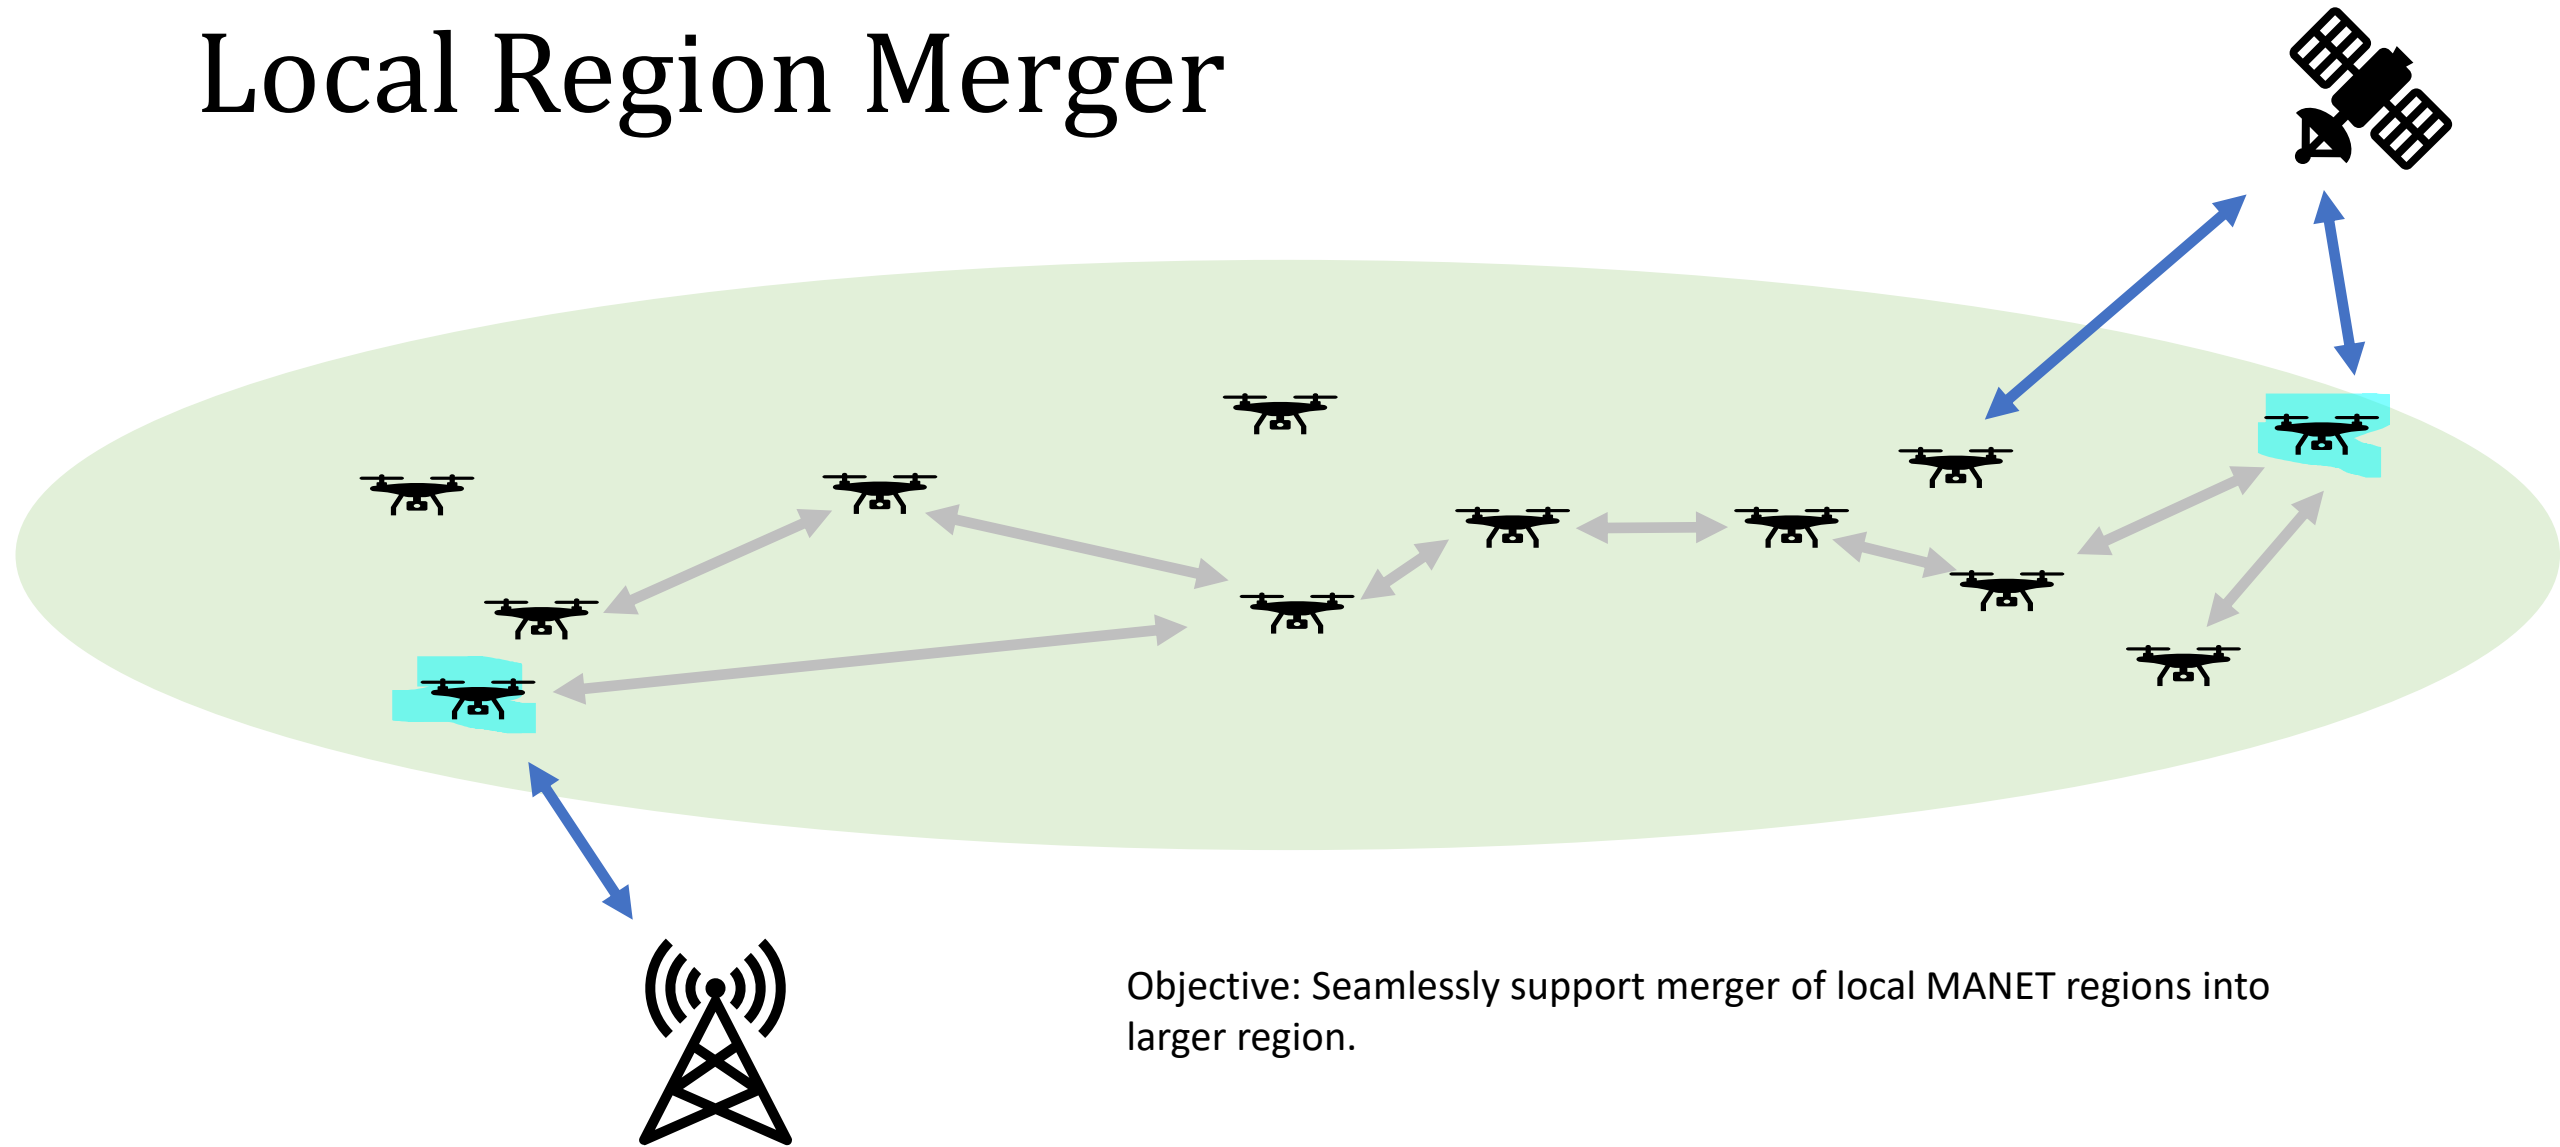 Local Region Merger
Objective: Seamlessly support merger of local MANET regions into
larger region.